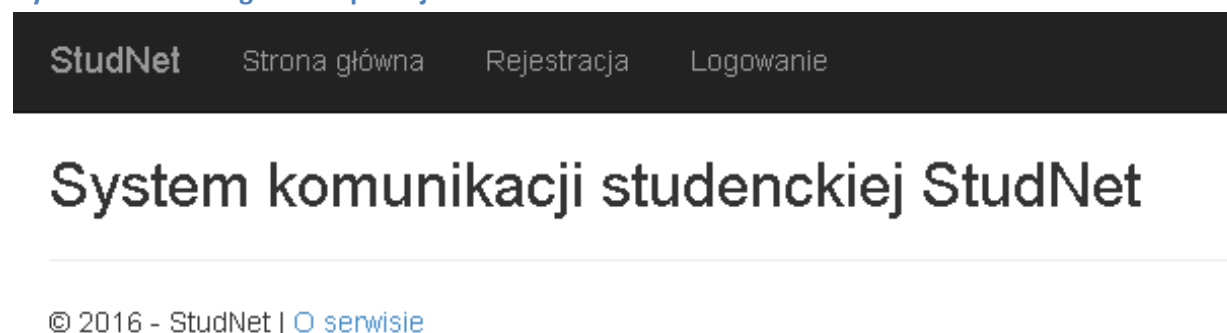 StudNet Strona główna Rejestracja Logowanie
System komunikacji studenckiej StudNet
© 2016 - StudNet | O serwisie